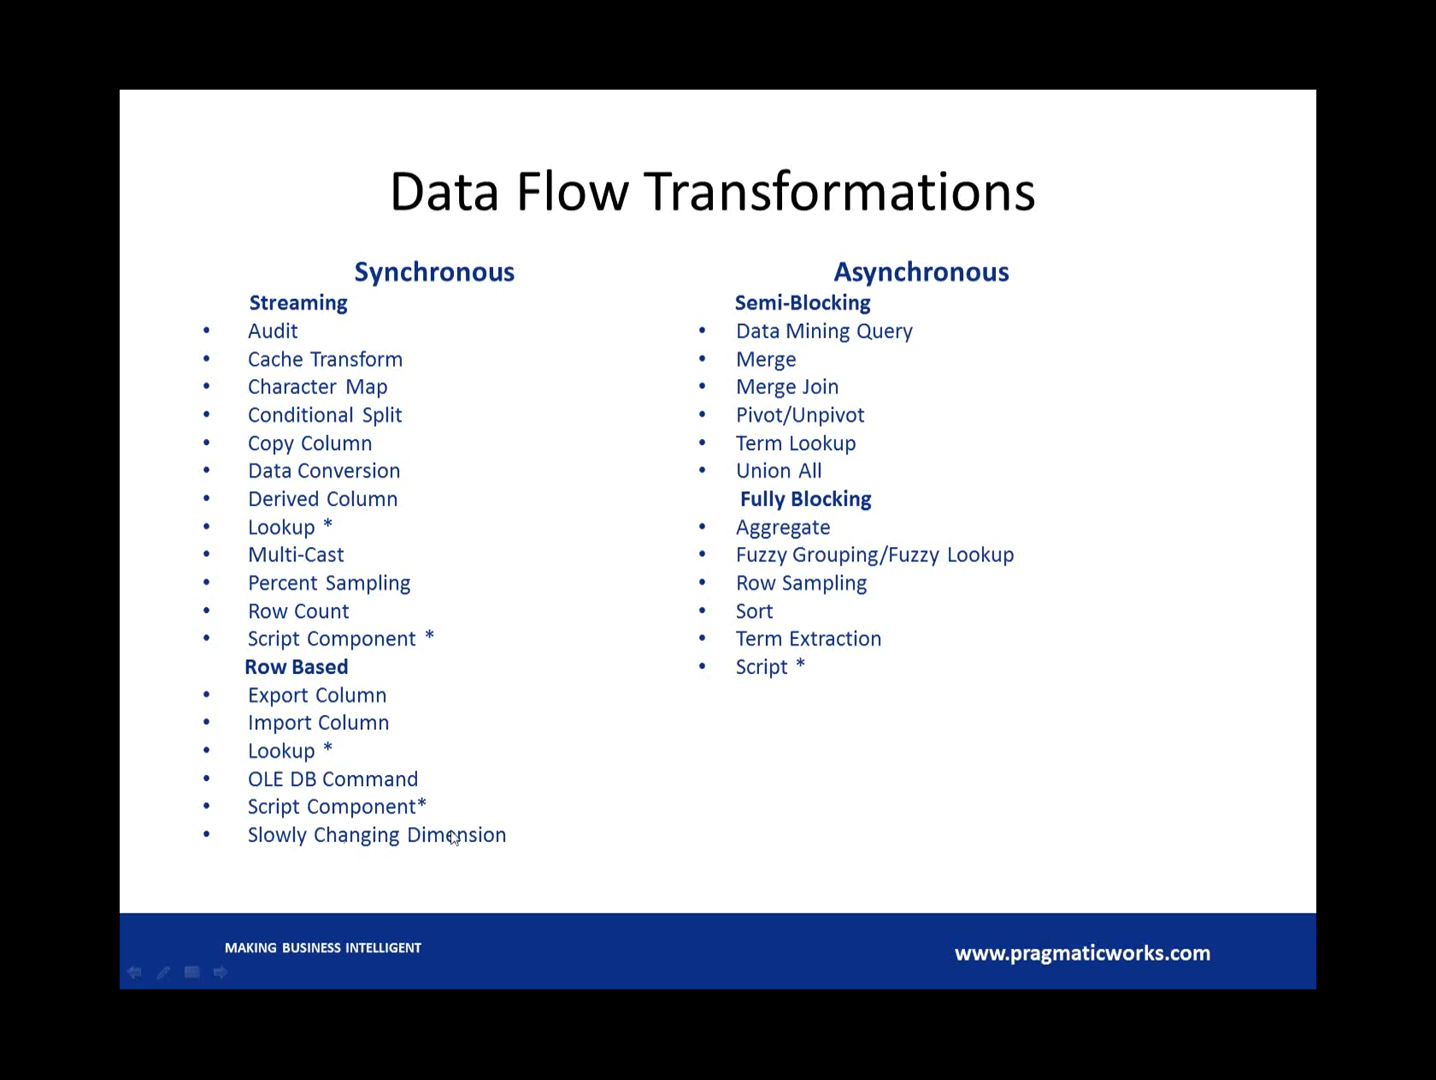 Data Flow Transformations
Synchronous
Streaming
• Audit
• Cache Transform
• Character Map
• Conditional Split
• Copy Column
• Data Conversion
• Derived Column
• Lookup *
• Multi-Cast
• Percent Sampling
• Row Count
• Script Component *
Row Based
• Export Column
• Import Column
• Lookup *
• OLE DB Command
• Script Component*
• Slowly Changing Dimension
Asynchronous
Semi-Blocking
• Data Mining Query
• Merge
• Merge Join
• Pivot/Unpivot
• Term Lookup
• Union All
Fully Blocking
• Aggregate
• Fuzzy Grouping/Fuzzy Lookup
• Row Sampling
• Sort
• Term Extraction
• Script *
MAKING BUSINESS INTELLIGENT
www.pragmaticworks.com